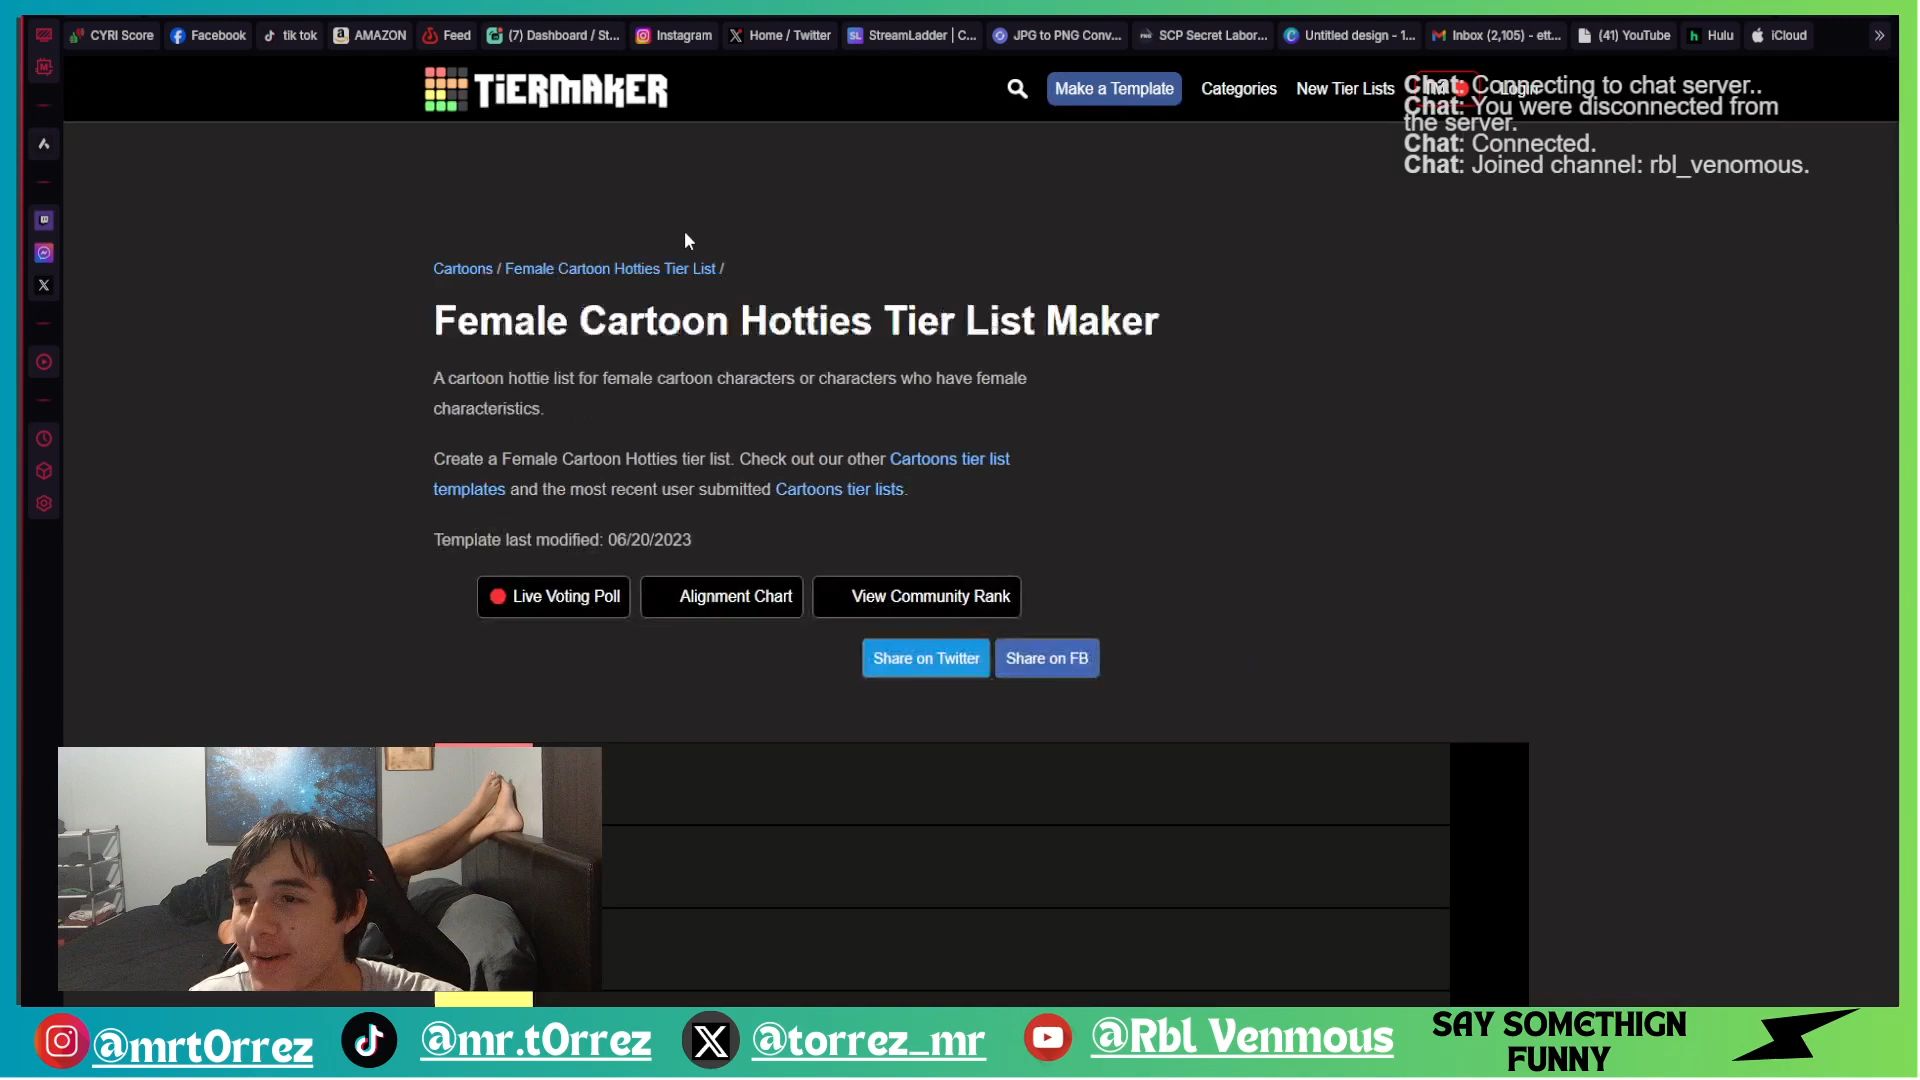 CYRI Score
Facebook
tik tok
AMAZON
Feed
(7) Dashboard / St...
Instagram
Home / Twitter
StreamLadder | C...
JPG to PNG Conv...
SCP Secret Labor...
Untitled design - 1...
Inbox (2,105) - ett...
(41) YouTube
Hulu
iCloud
TiERMAKER
Make a Template
Categories
New Tier Lists
Login
Chat: Connecting to chat server..
Chat: You were disconnected from
the server.
Chat: Connected.
Chat: Joined channel: rbl_venomous.
Cartoons / Female Cartoon Hotties Tier List /
Female Cartoon Hotties Tier List Maker
A cartoon hottie list for female cartoon characters or characters who have female
characteristics.
Create a Female Cartoon Hotties tier list. Check out our other Cartoons tier list
templates and the most recent user submitted Cartoons tier lists.
Template last modified: 06/20/2023
Live Voting Poll
Alignment Chart
View Community Rank
Share on Twitter
Share on FB
@mrt0rrez
@mr.t0rrez
@torrez_mr
@Rbl Venmous
SAY SOMETHIGN
FUNNY